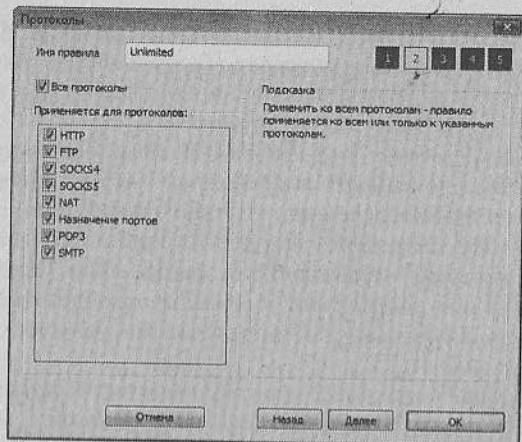 Протоколы
Имя правила Unlimited
1 2 3 4 5
Все протоколы
Подсказка
Применяется для протоколов:
Применить ко всем протоколам - правило
применяется ко всем или только к указанным
протоколам.
HTTP
FTP
SOCKS4
SOCKS5
NAT
Назначение портов
POP3
SMTP
Отмена Назад Далее OK